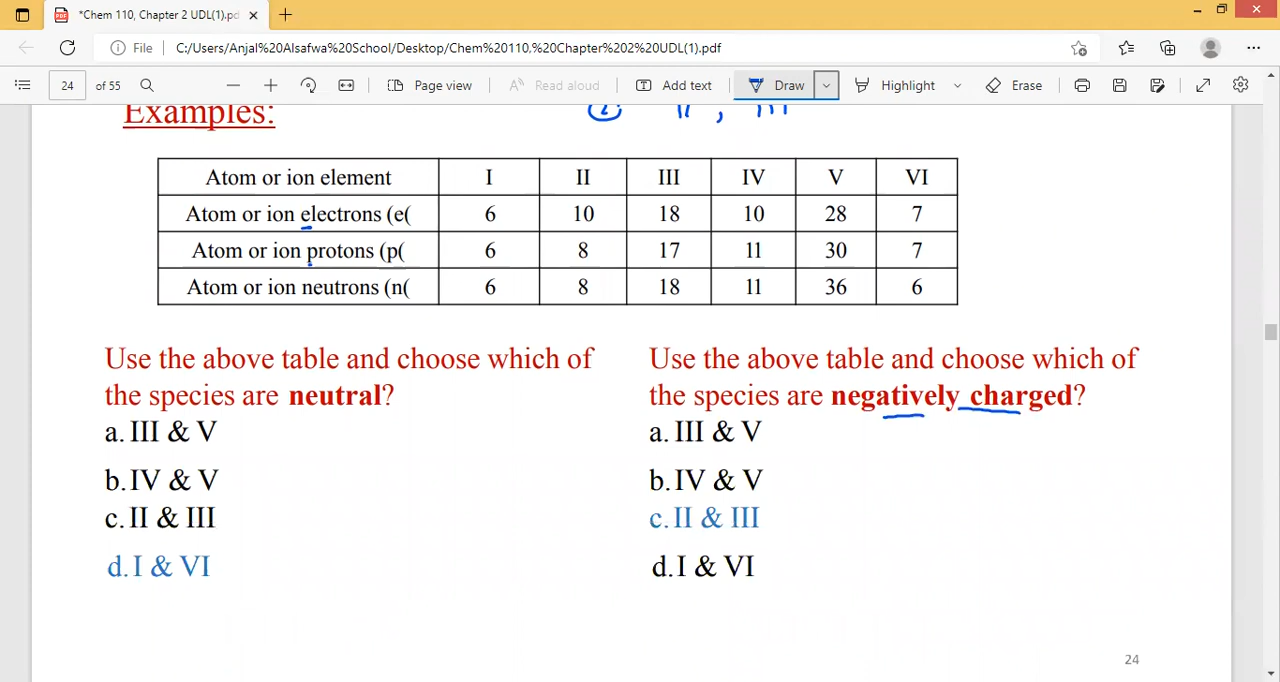 *Chem 110, Chapter 2 UDL(1).pd
File C:/Users/Anjal%20Alsafwa%20School/Desktop/Chem%20110,%20Chapter%202%20UDL(1).pdf
24 of 55 Page view Read aloud Add text Draw Highlight Erase
Examples: 2 II , III
Atom or ion element I II III IV V VI
Atom or ion electrons (e( 6 10 18 10 28 7
Atom or ion protons (p( 6 8 17 11 30 7
Atom or ion neutrons (n( 6 8 18 11 36 6
Use the above table and choose which of
the species are neutral?
a. III & V
b. IV & V
c. II & III
d. I & VI
Use the above table and choose which of
the species are negatively charged?
a. III & V
b. IV & V
c. II & III
d. I & VI
24